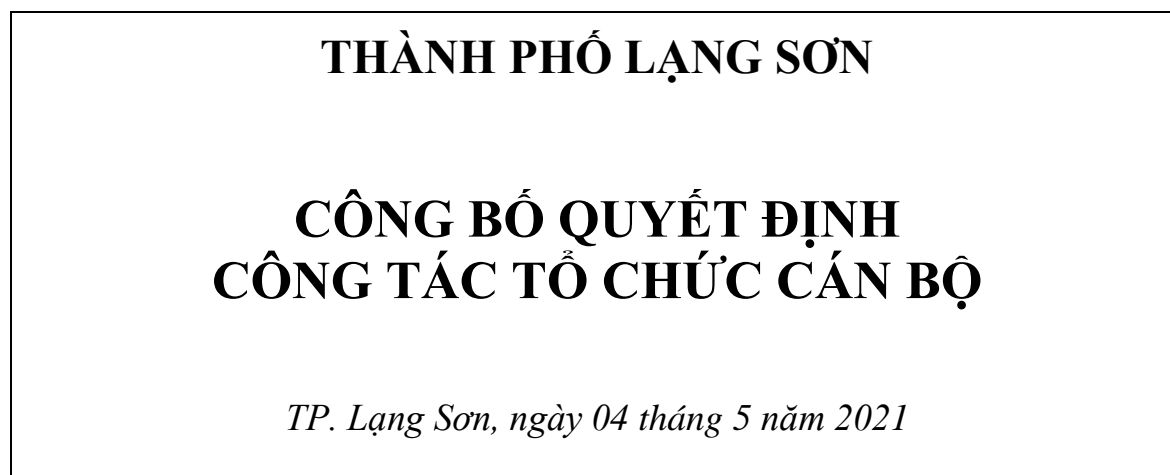 THÀNH PHỐ LẠNG SƠN
CÔNG BỐ QUYẾT ĐỊNH
CÔNG TÁC TỔ CHỨC CÁN BỘ
TP. Lạng Sơn, ngày 04 tháng 5 năm 2021